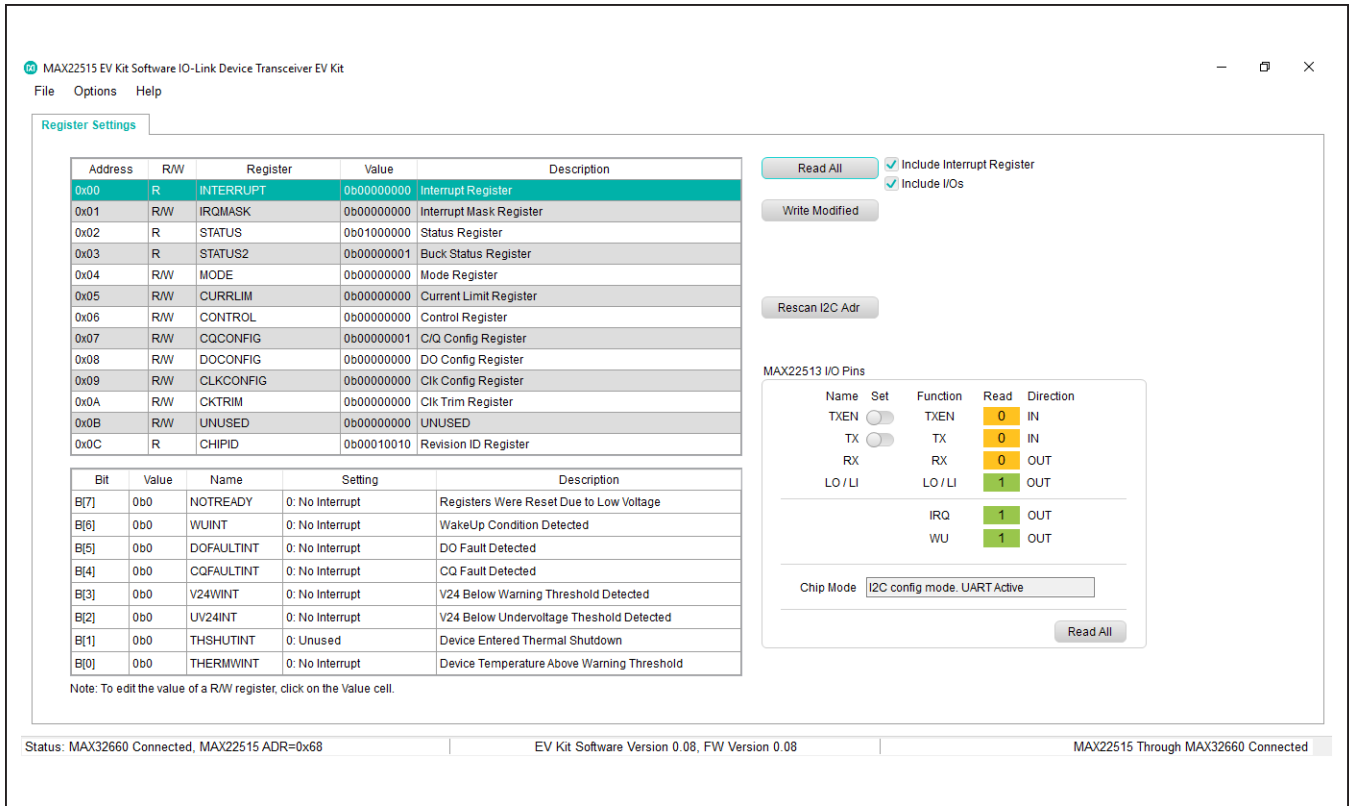 MAX22515 EV Kit Software IO-Link Device Transceiver EV Kit
File Options Help
Register Settings
Address R/W Register Value Description
0x00 R INTERRUPT 0b00000000 Interrupt Register
0x01 R/W IRQMASK 0b00000000 Interrupt Mask Register
0x02 R STATUS 0b01000000 Status Register
0x03 R STATUS2 0b00000001 Buck Status Register
0x04 R/W MODE 0b00000000 Mode Register
0x05 R/W CURRLIM 0b00000000 Current Limit Register
0x06 R/W CONTROL 0b00000000 Control Register
0x07 R/W CQCONFIG 0b00000001 C/Q Config Register
0x08 R/W DOCONFIG 0b00000000 DO Config Register
0x09 R/W CLKCONFIG 0b00000000 Clk Config Register
0x0A R/W CKTRIM 0b00000000 Clk Trim Register
0x0B R/W UNUSED 0b00000000 UNUSED
0x0C R CHIPID 0b00010010 Revision ID Register
Bit Value Name Setting Description
B[7] 0b0 NOTREADY 0: No Interrupt Registers Were Reset Due to Low Voltage
B[6] 0b0 WUINT 0: No Interrupt WakeUp Condition Detected
B[5] 0b0 DOFAULTINT 0: No Interrupt DO Fault Detected
B[4] 0b0 CQFAULTINT 0: No Interrupt CQ Fault Detected
B[3] 0b0 V24WINT 0: No Interrupt V24 Below Warning Threshold Detected
B[2] 0b0 UV24INT 0: No Interrupt V24 Below Undervoltage Theshold Detected
B[1] 0b0 THSHUTINT 0: Unused Device Entered Thermal Shutdown
B[0] 0b0 THERMWINT 0: No Interrupt Device Temperature Above Warning Threshold
Note: To edit the value of a R/W register, click on the Value cell.
Read All Include Interrupt Register
Include I/Os
Write Modified
Rescan I2C Adr
MAX22513 I/O Pins
Name Set Function Read Direction
TXEN TXEN 0 IN
TX TX 0 IN
RX RX 0 OUT
LO / LI LO / LI 1 OUT
IRQ 1 OUT
WU 1 OUT
Chip Mode I2C config mode. UART Active
Read All
Status: MAX32660 Connected, MAX22515 ADR=0x68 EV Kit Software Version 0.08, FW Version 0.08 MAX22515 Through MAX32660 Connected